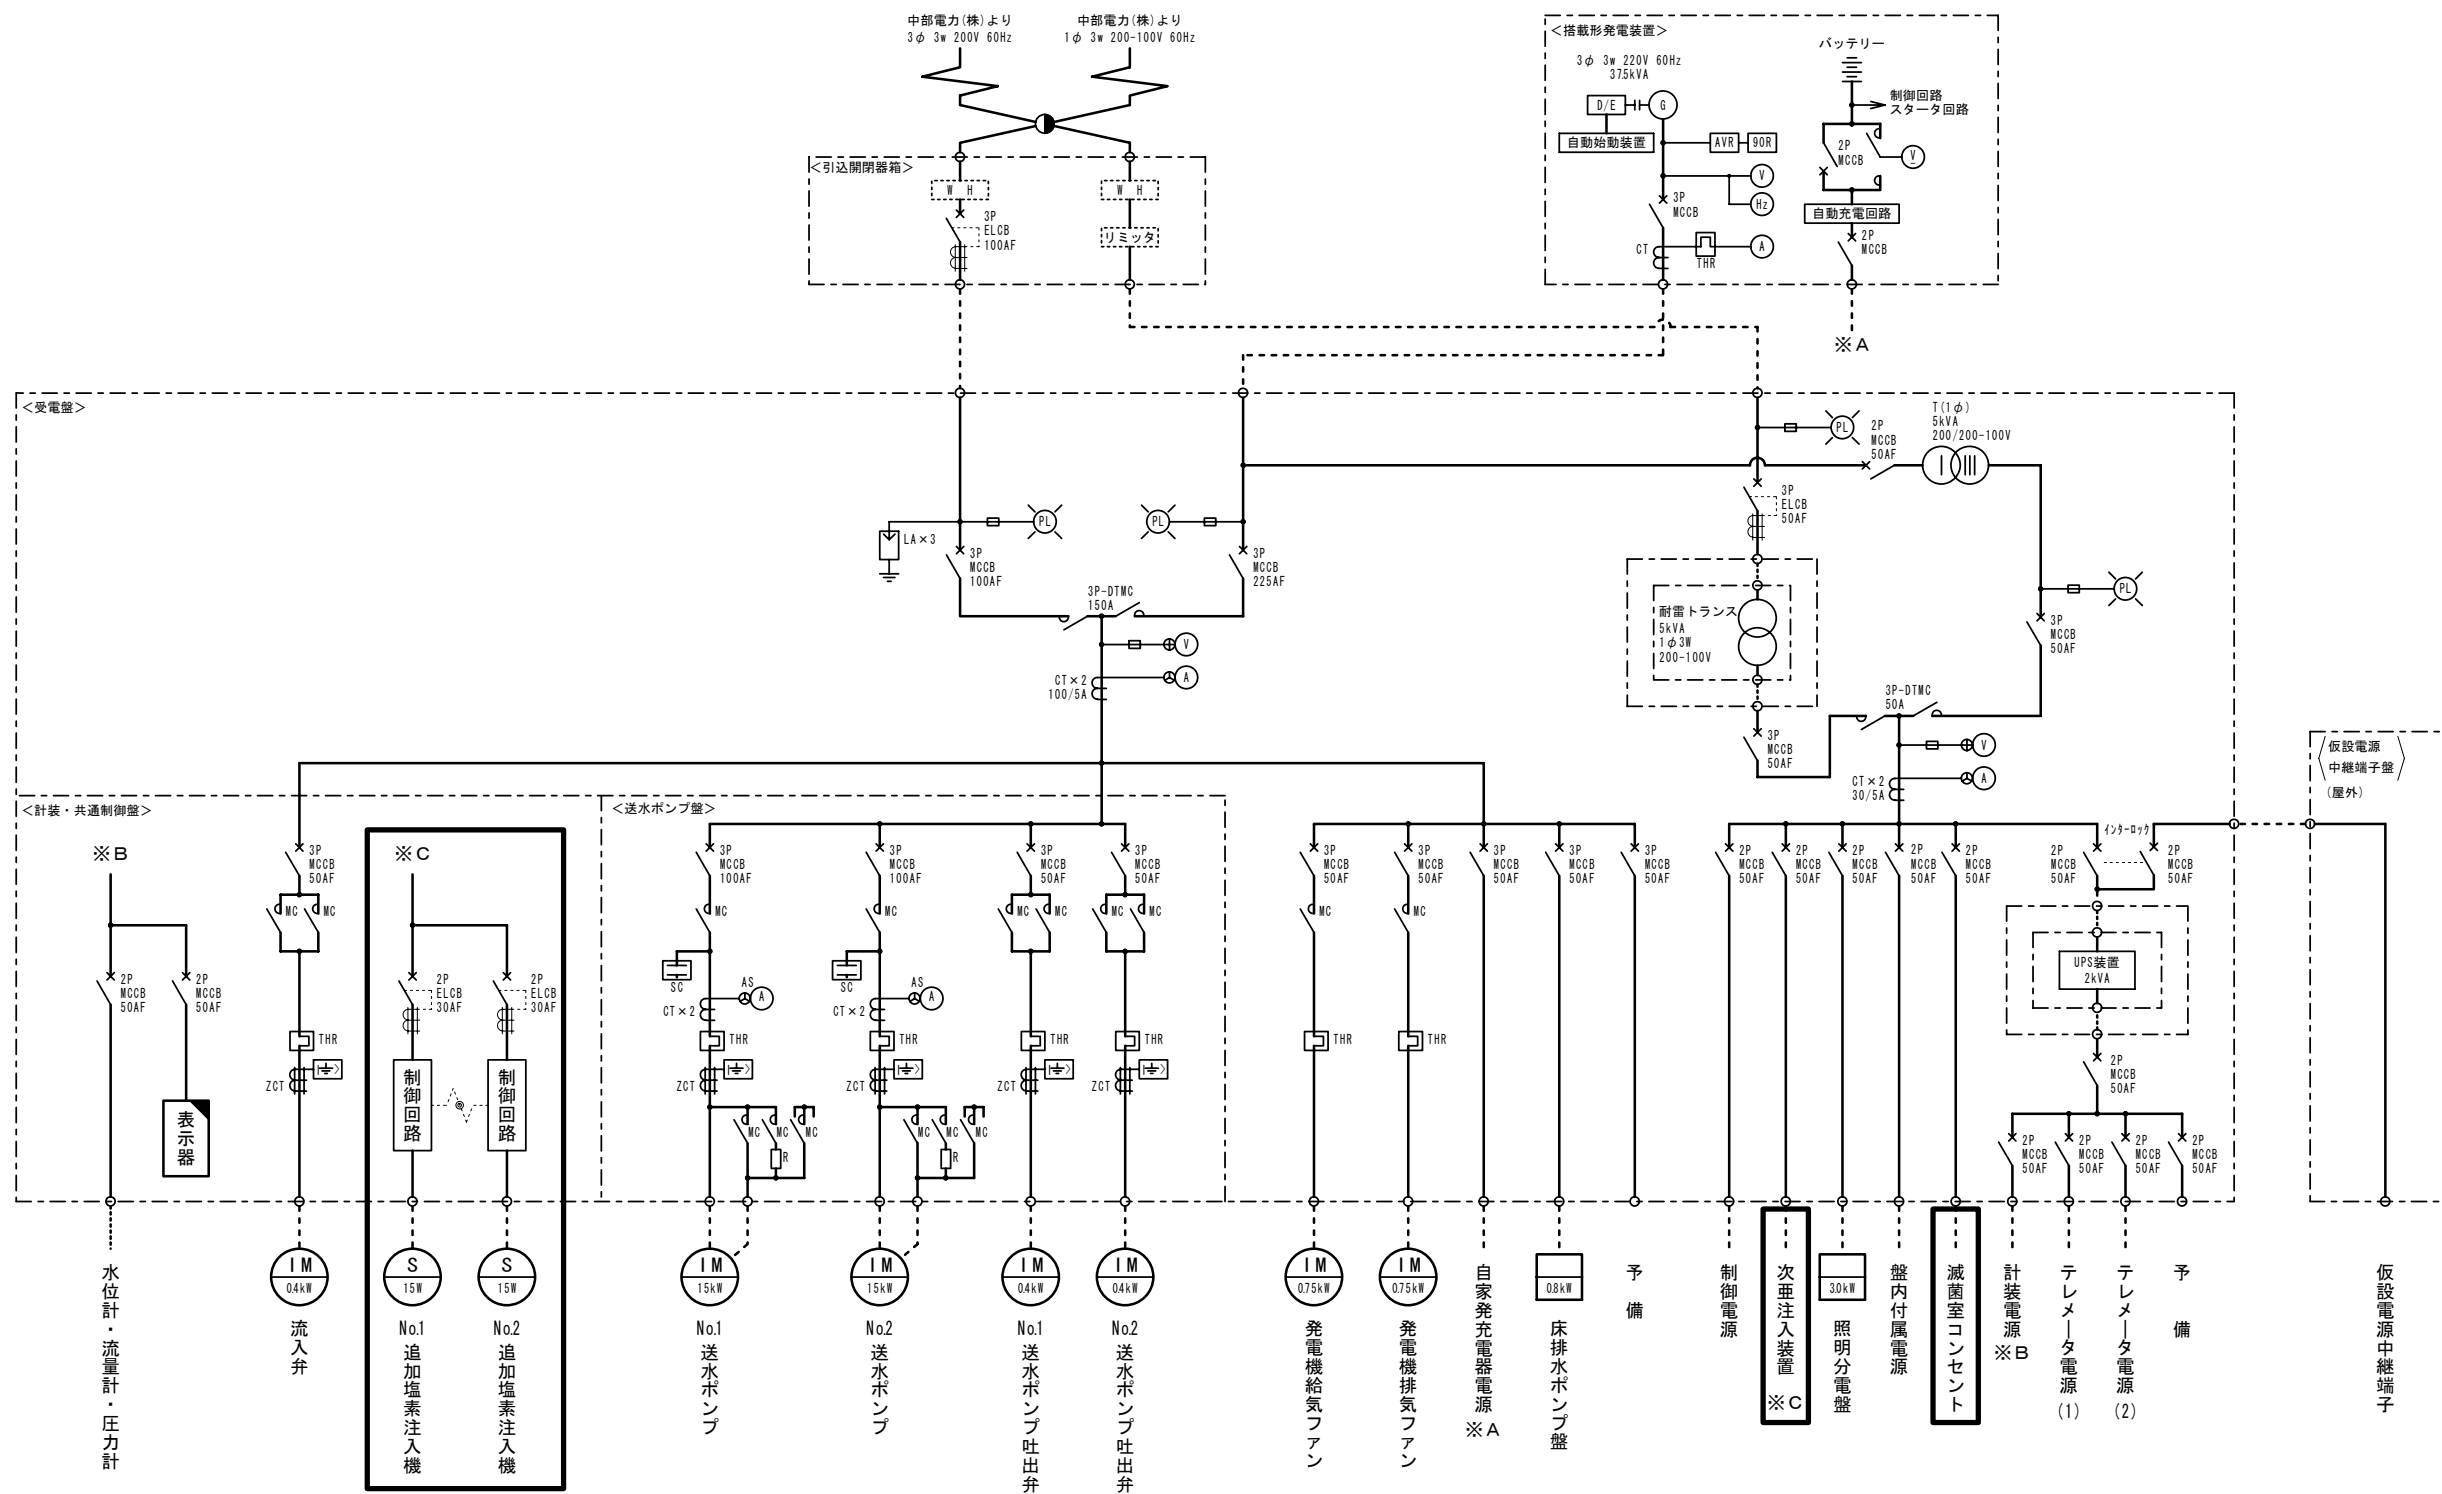 中部電力(株)より
3φ 3w 200V 60Hz
中部電力(株)より
1φ 3w 200-100V 60Hz
＜引込開閉器箱＞
W H
3P
ELCB
100AF
W H
リミッタ
＜搭載形発電装置＞
3φ 3w 220V 60Hz
37.5kVA
D/E
G
自動始動装置
AVR
90R
V
Hz
3P
MCCB
CT
THR
A
バッテリー
制御回路
スタータ回路
2P
MCCB
V
自動充電回路
2P
MCCB
※A
＜受電盤＞
LA×3
PL
3P
MCCB
100AF
PL
3P
MCCB
225AF
3P-DTMC
150A
V
CT×2
100/5A
A
PL
2P
MCCB
50AF
T(1φ)
5kVA
200/200-100V
3P
ELCB
50AF
耐雷トランス
5kVA
1φ3W
200-100V
PL
3P
MCCB
50AF
3P
MCCB
50AF
3P-DTMC
50A
V
CT×2
30/5A
A
仮設電源
中継端子盤
(屋外)
＜計装・共通制御盤＞
※B
2P
MCCB
50AF
2P
MCCB
50AF
表示器
3P
MCCB
50AF
MC
MC
THR
ZCT
※C
2P
ELCB
30AF
2P
ELCB
30AF
制御回路
制御回路
＜送水ポンプ盤＞
3P
MCCB
100AF
MC
SC
AS
A
CT×2
THR
ZCT
MC
MC
MC
R
3P
MCCB
100AF
MC
SC
AS
A
CT×2
THR
ZCT
MC
MC
MC
R
3P
MCCB
50AF
MC
MC
THR
ZCT
3P
MCCB
50AF
MC
MC
THR
ZCT
3P
MCCB
50AF
MC
THR
3P
MCCB
50AF
MC
THR
3P
MCCB
50AF
3P
MCCB
50AF
3P
MCCB
50AF
2P
MCCB
50AF
2P
MCCB
50AF
2P
MCCB
50AF
2P
MCCB
50AF
2P
MCCB
50AF
インターロック
2P
MCCB
50AF
2P
MCCB
50AF
UPS装置
2kVA
2P
MCCB
50AF
2P
MCCB
50AF
2P
MCCB
50AF
2P
MCCB
50AF
2P
MCCB
50AF
水位計・流量計・圧力計
IM
0.4kW
流入弁
S
15W
No.1
追加塩素注入機
S
15W
No.2
追加塩素注入機
IM
15kW
No.1
送水ポンプ
IM
15kW
No.2
送水ポンプ
IM
0.4kW
No.1
送水ポンプ吐出弁
IM
0.4kW
No.2
送水ポンプ吐出弁
IM
0.75kW
発電機給気ファン
IM
0.75kW
発電機排気ファン
自家発充電器電源
※A
0.8kW
床排水ポンプ盤
予備
制御電源
次亜注入装置
※C
3.0kW
照明分電盤
盤内付属電源
滅菌室コンセント
計装電源
※B
テレメータ電源
(1)
テレメータ電源
(2)
予備
仮設電源中継端子